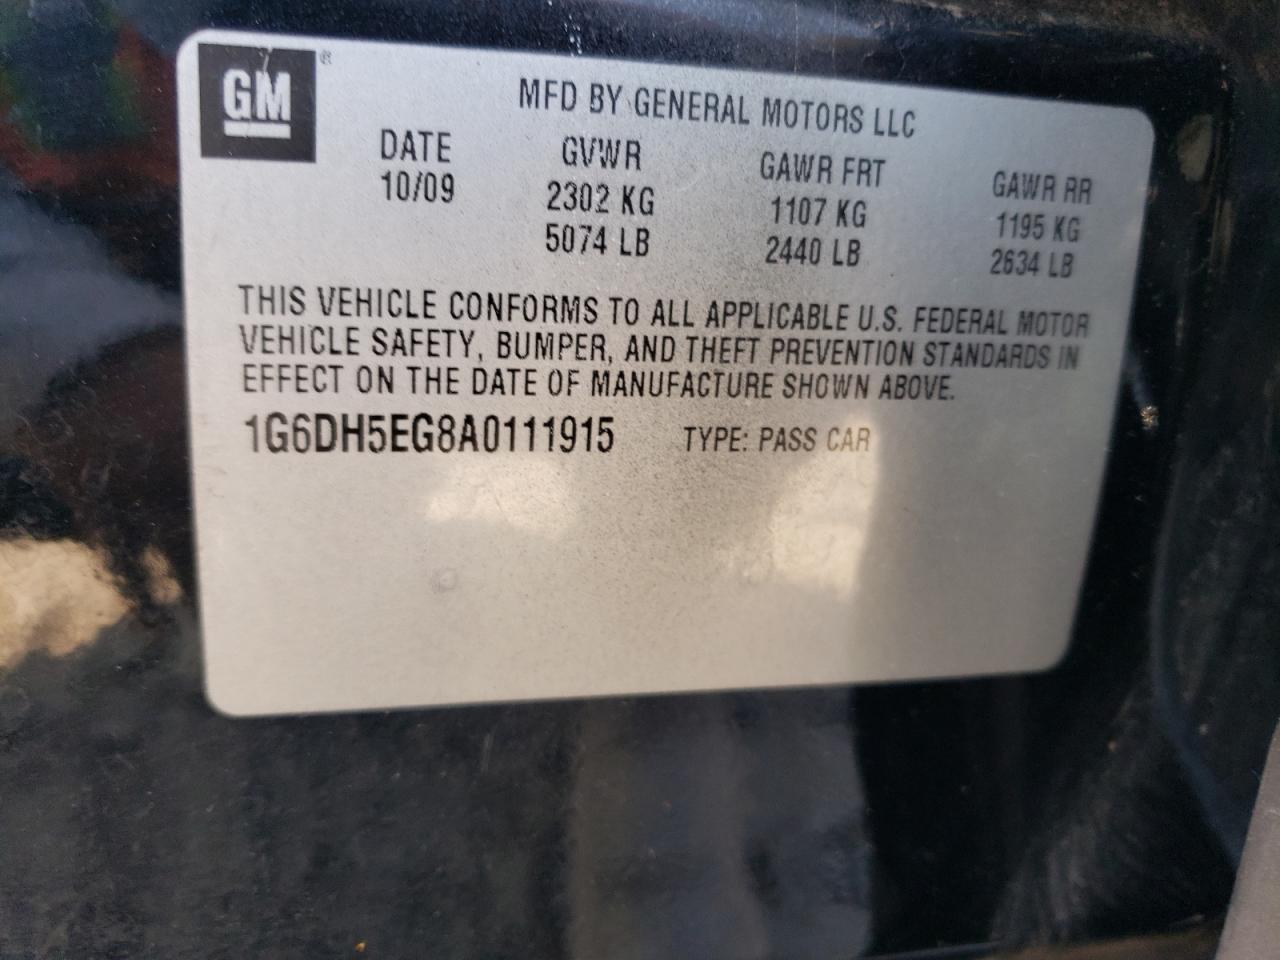 GM®
MFD BY GENERAL MOTORS LLC
DATE GVWR GAWR FRT GAWR RR
10/09 2302 KG 1107 KG 1195 KG
5074 LB 2440 LB 2634 LB
THIS VEHICLE CONFORMS TO ALL APPLICABLE U.S. FEDERAL MOTOR
VEHICLE SAFETY, BUMPER, AND THEFT PREVENTION STANDARDS IN
EFFECT ON THE DATE OF MANUFACTURE SHOWN ABOVE.
1G6DH5EG8A0111915 TYPE: PASS CAR